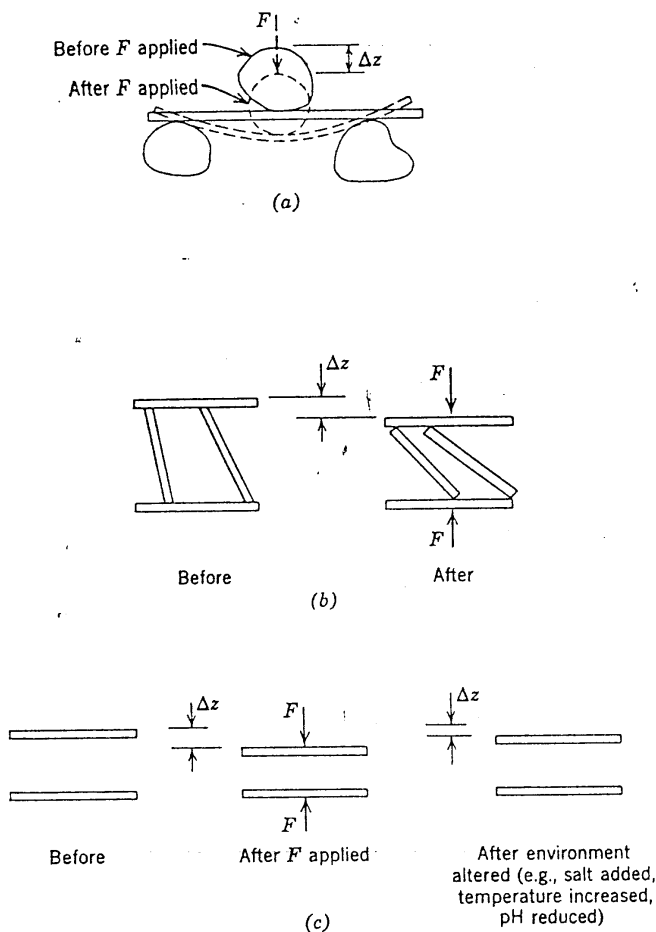 F
Before F applied
Δz
After F applied
(a)
Δz
F
F
Before
After
(b)
Δz
F
Δz
F
Before
After F applied
After environment
altered (e.g., salt added,
temperature increased,
pH reduced)
(c)